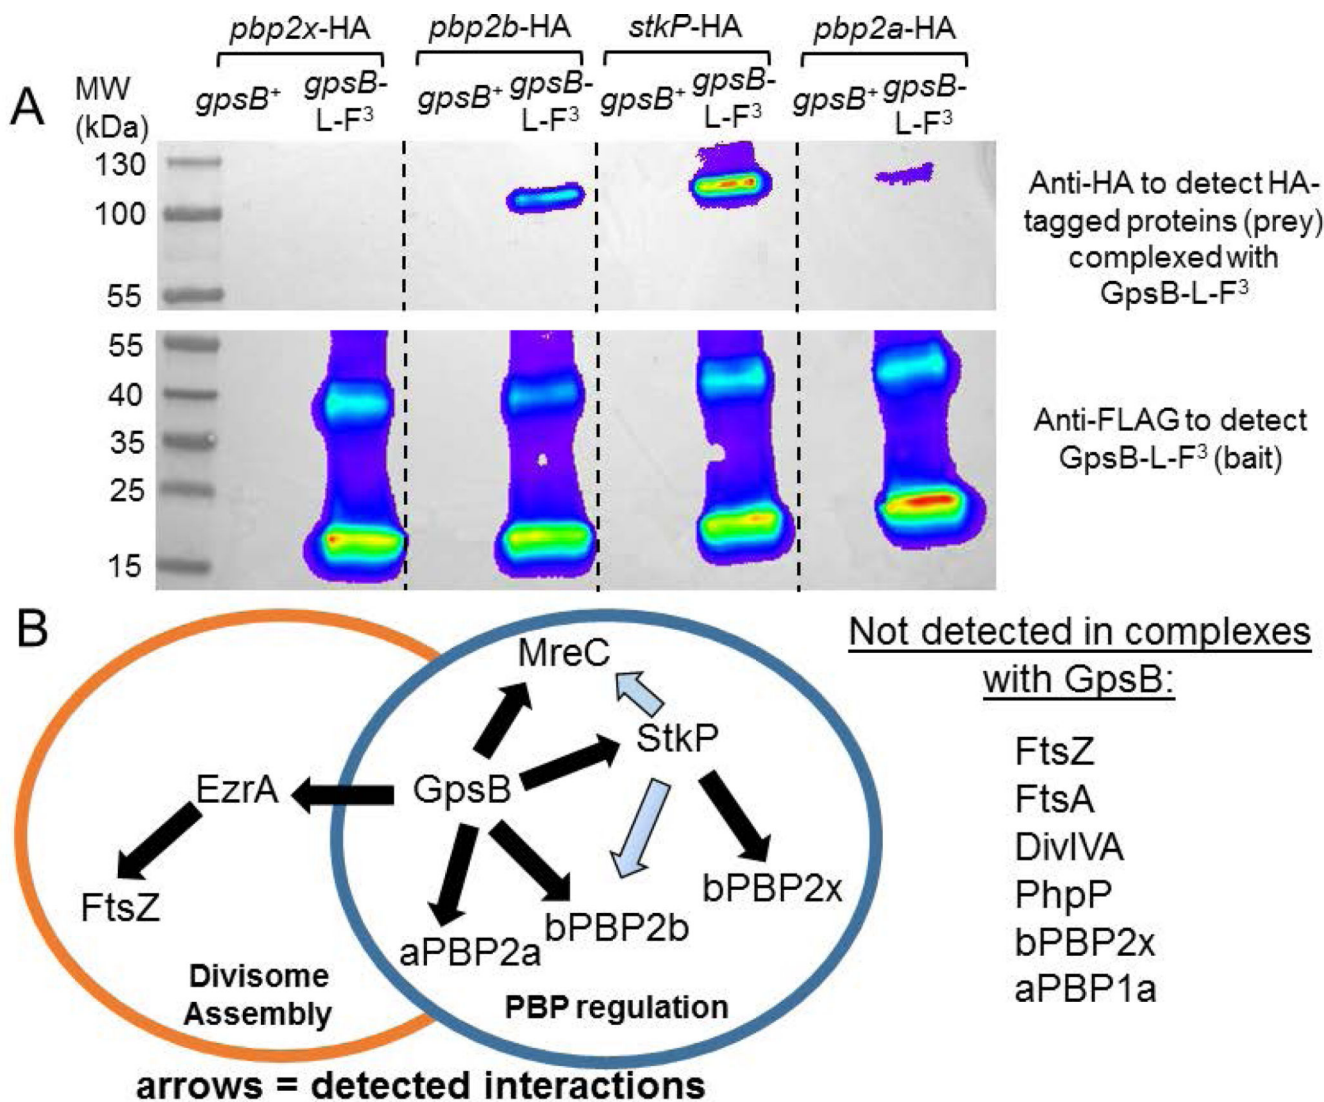 pbp2x-HA pbp2b-HA stkP-HA pbp2a-HA
A
MW
(kDa)
gpsB+ gpsB-
L-F3
gpsB+ gpsB-
L-F3
gpsB+ gpsB-
L-F3
gpsB+ gpsB-
L-F3
130
100
55
Anti-HA to detect HA-
tagged proteins (prey)
complexed with
GpsB-L-F3
55
40
35
25
15
Anti-FLAG to detect
GpsB-L-F3 (bait)
B
MreC
StkP
EzrA
GpsB
FtsZ
bPBP2x
bPBP2b
aPBP2a
Divisome
Assembly
PBP regulation
arrows = detected interactions
Not detected in complexes
with GpsB:
FtsZ
FtsA
DivIVA
PhpP
bPBP2x
aPBP1a